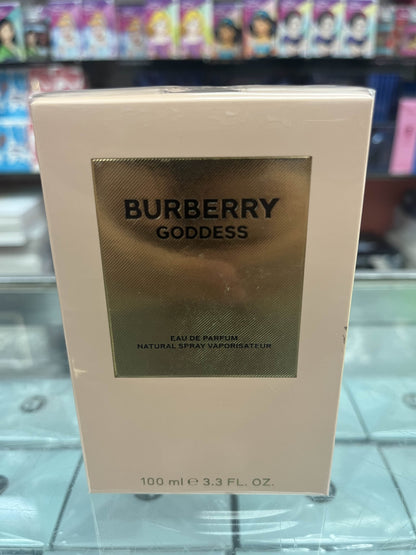 BURBERRY
GODDESS
EAU DE PARFUM
NATURAL SPRAY VAPORISATEUR
100 ml ℮ 3.3 FL. OZ.